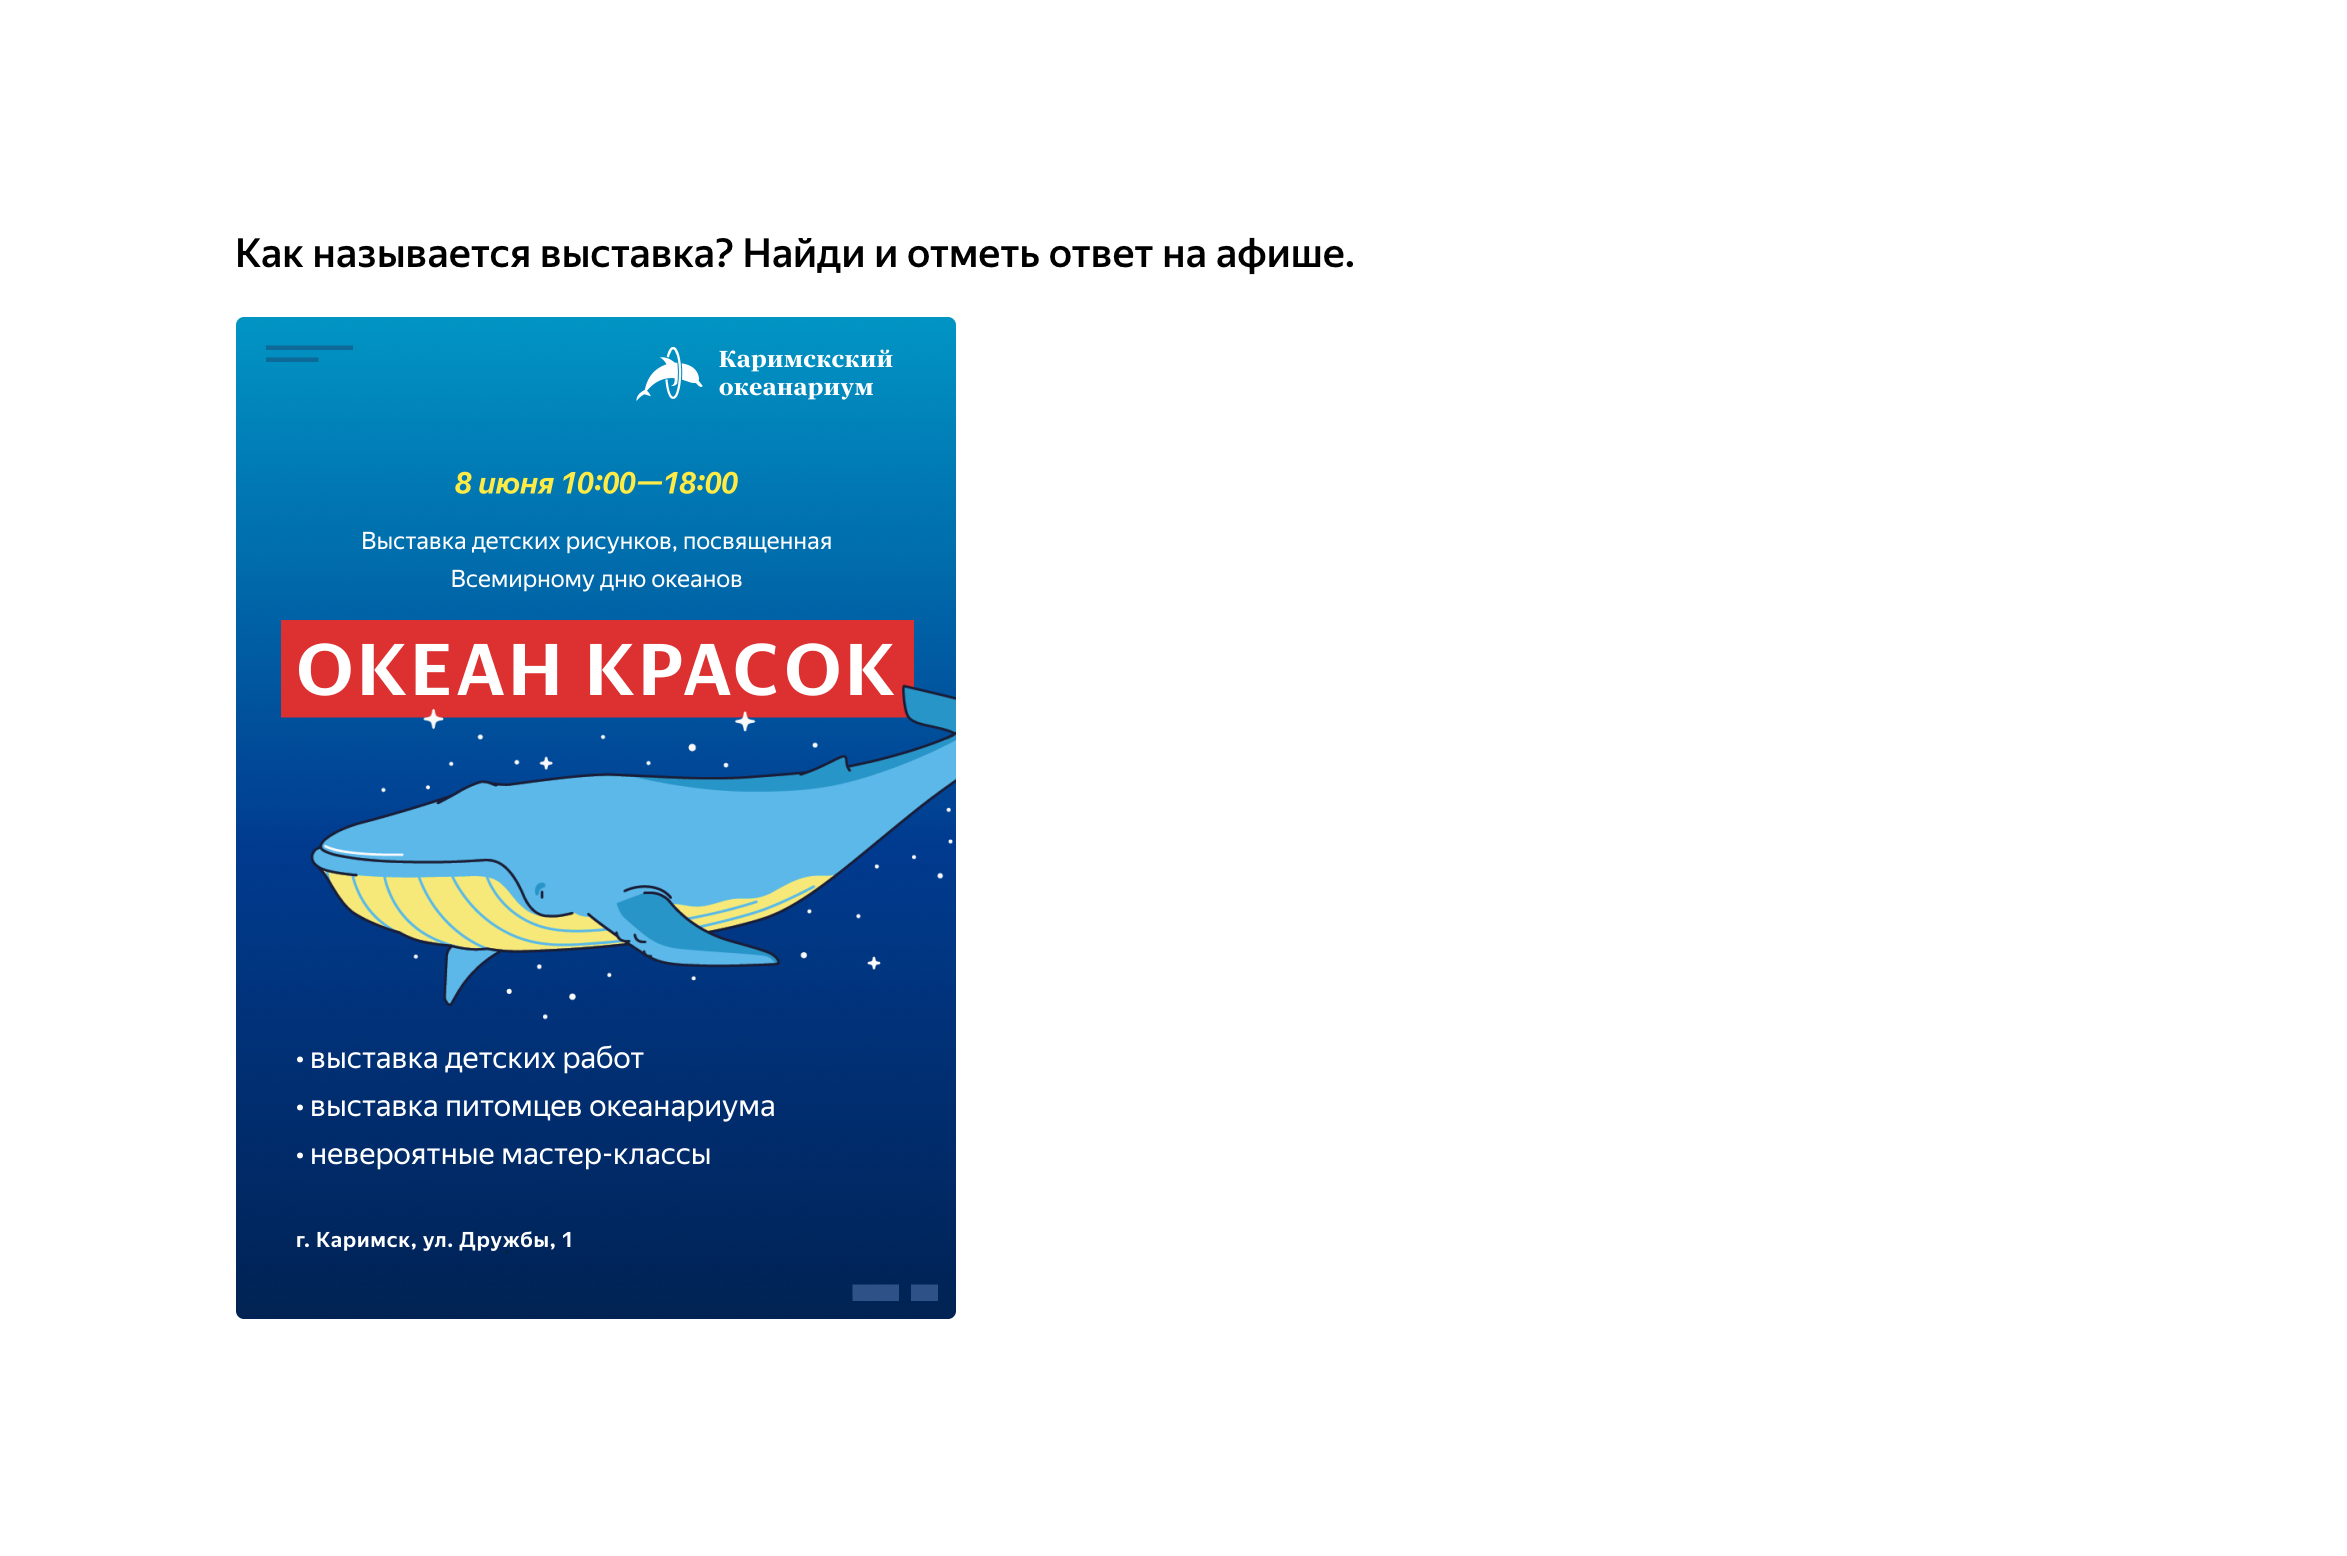 Как называется выставка? Найди и отметь ответ на афише.
Каримскский
океанариум
8 июня 10:00—18:00
Выставка детских рисунков, посвященная
Всемирному дню океанов
ОКЕАН КРАСОК
• выставка детских работ
• выставка питомцев океанариума
• невероятные мастер-классы
г. Каримск, ул. Дружбы, 1